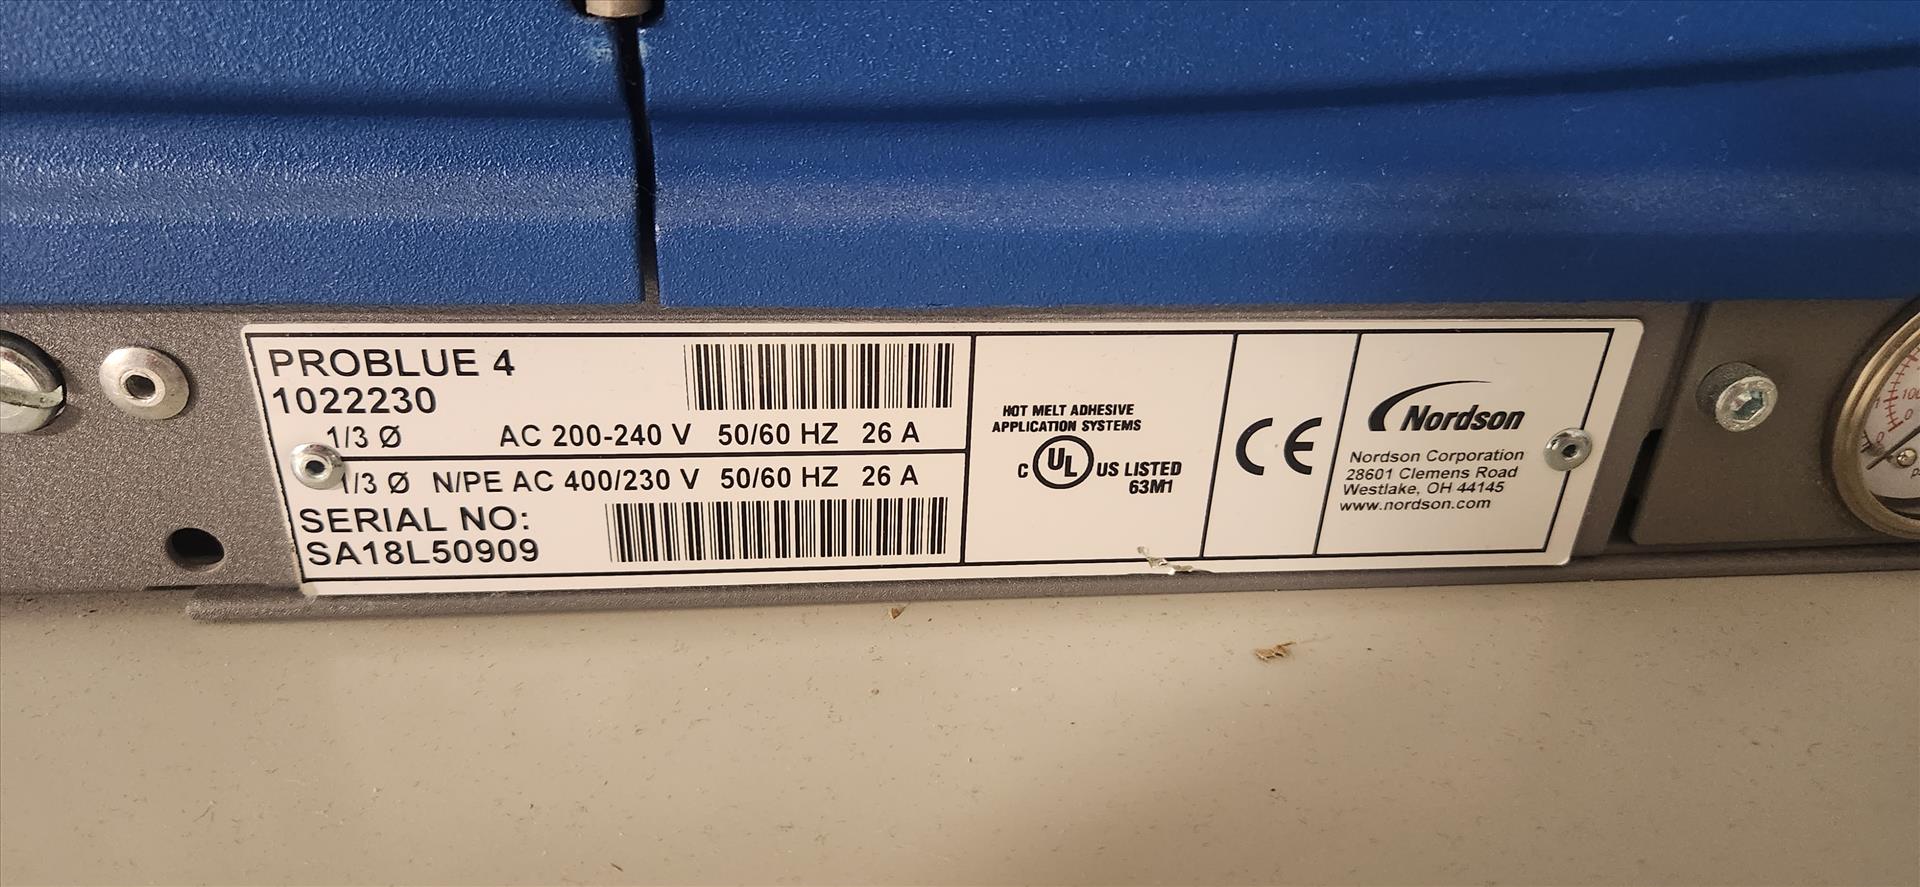 PROBLUE 4
1022230
1/3 Ø AC 200-240 V 50/60 HZ 26 A
1/3 Ø N/PE AC 400/230 V 50/60 HZ 26 A
SERIAL NO:
SA18L50909
HOT MELT ADHESIVE
APPLICATION SYSTEMS
C UL US LISTED
63M1
CE
Nordson
Nordson Corporation
28601 Clemens Road
Westlake, OH 44145
www.nordson.com